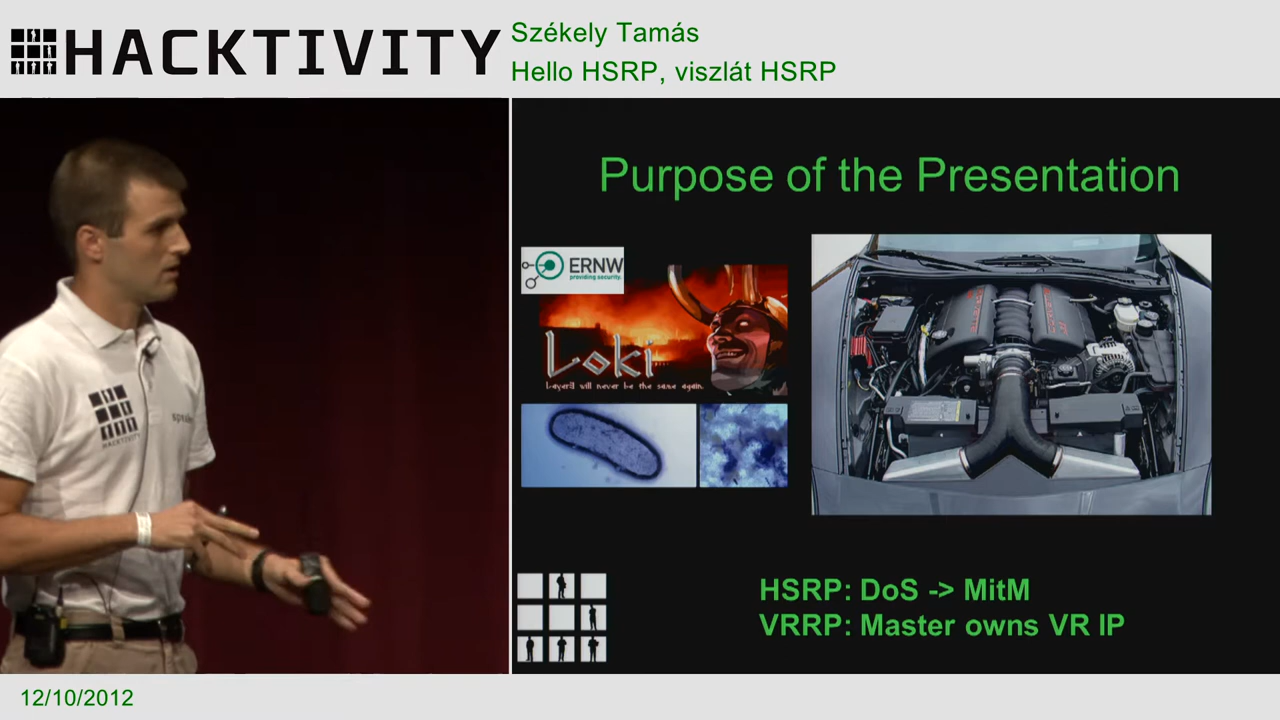 HACKTIVITY
Székely Tamás
Hello HSRP, viszlát HSRP
Purpose of the Presentation
ERNW
providing security.
Loki
Layer3 will never be the same again.
HACKTIVITY
HSRP: DoS -> MitM
VRRP: Master owns VR IP
12/10/2012